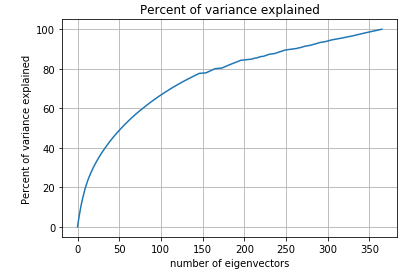 Percent of variance explained
Percent of variance explained
100
80
60
40
20
0
0 50 100 150 200 250 300 350
number of eigenvectors